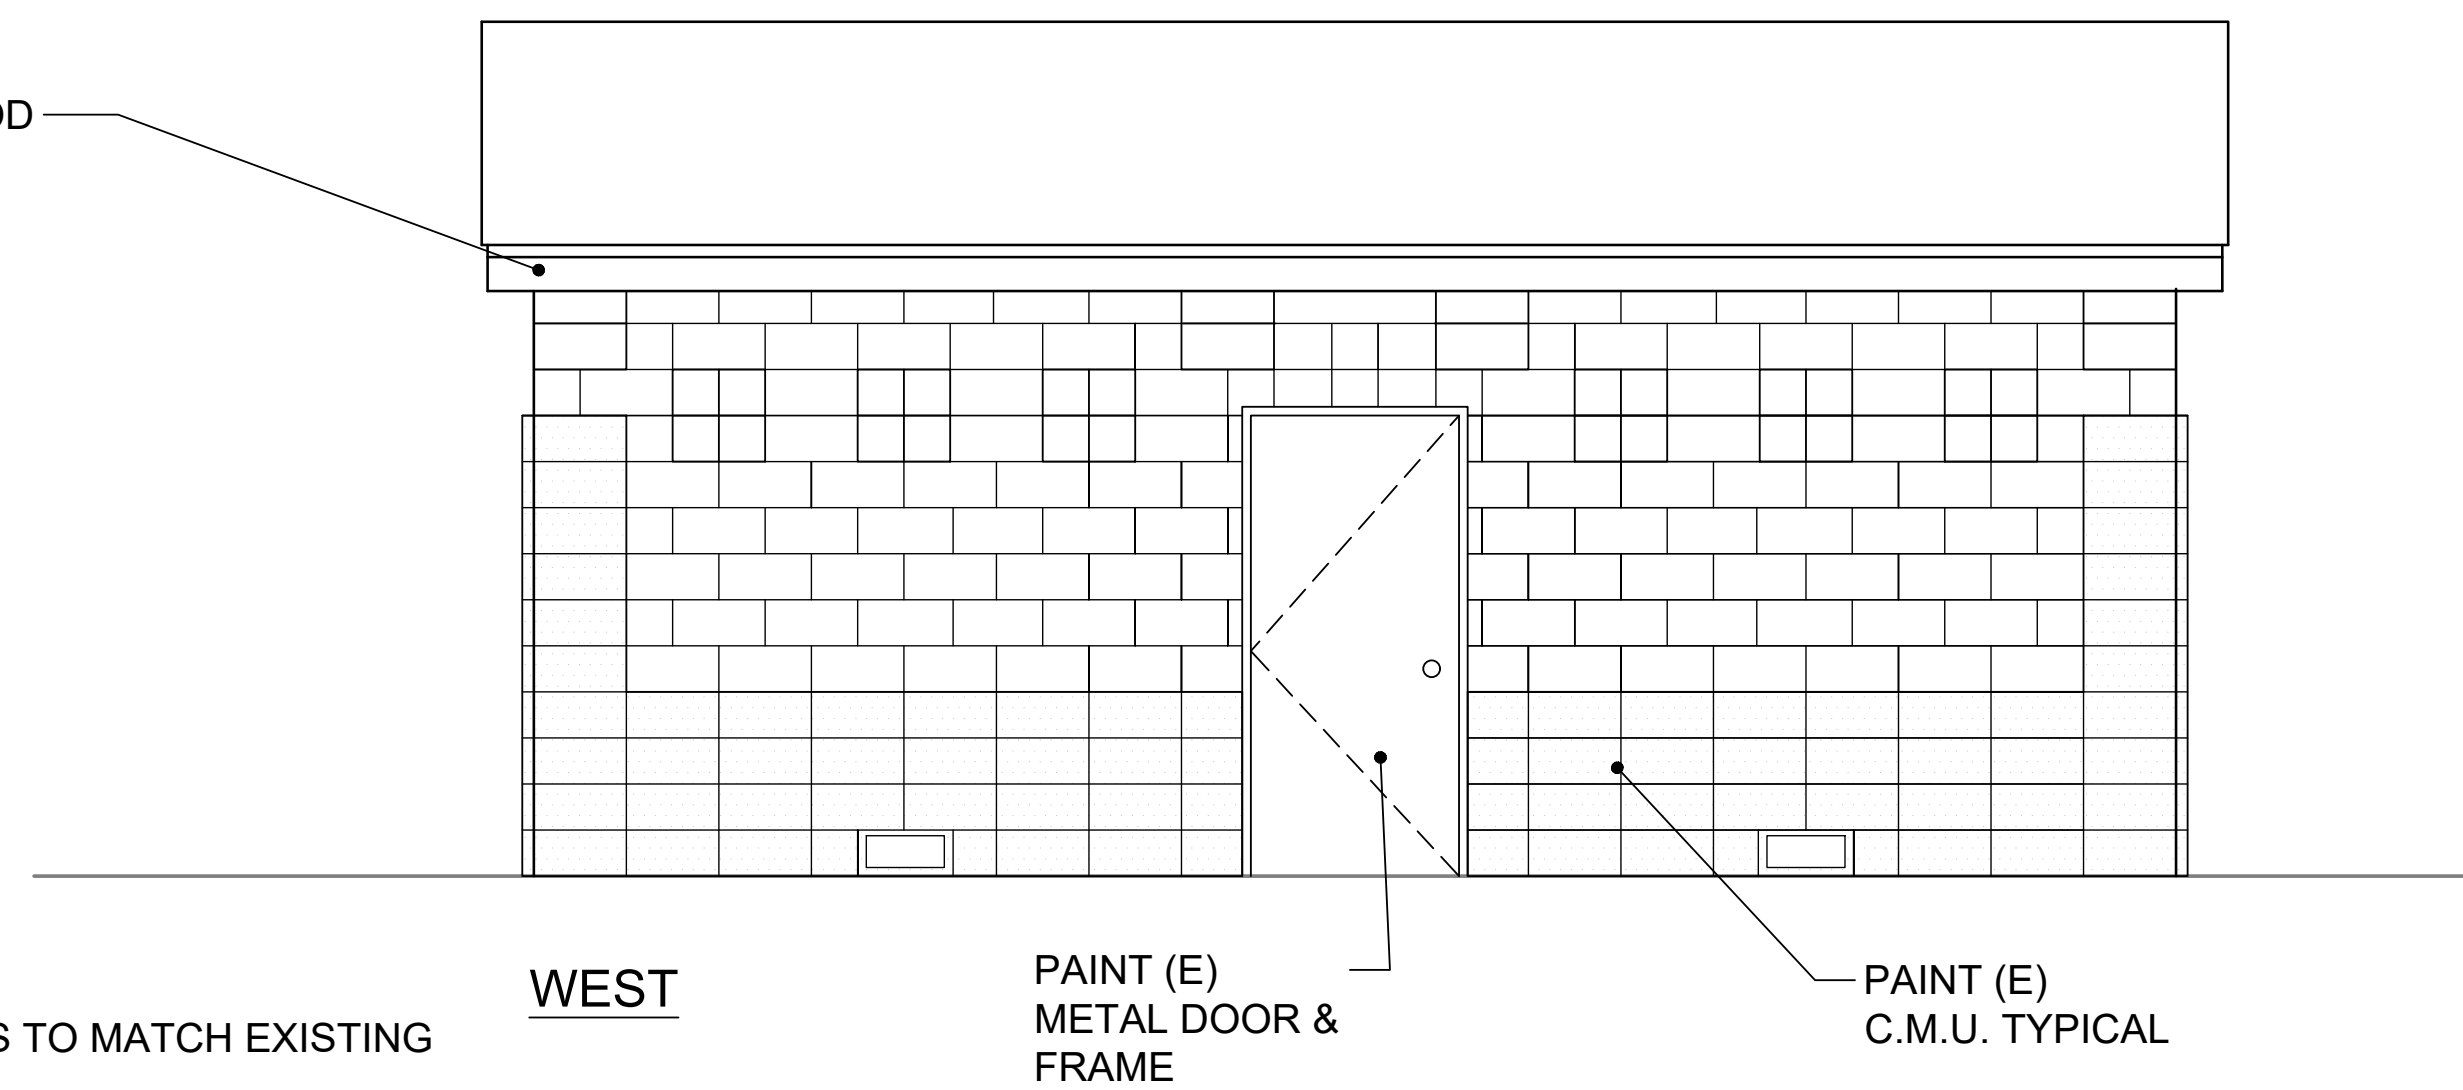 WEST
PAINT (E)
METAL DOOR &
FRAME
PAINT (E)
C.M.U. TYPICAL
TO MATCH EXISTING